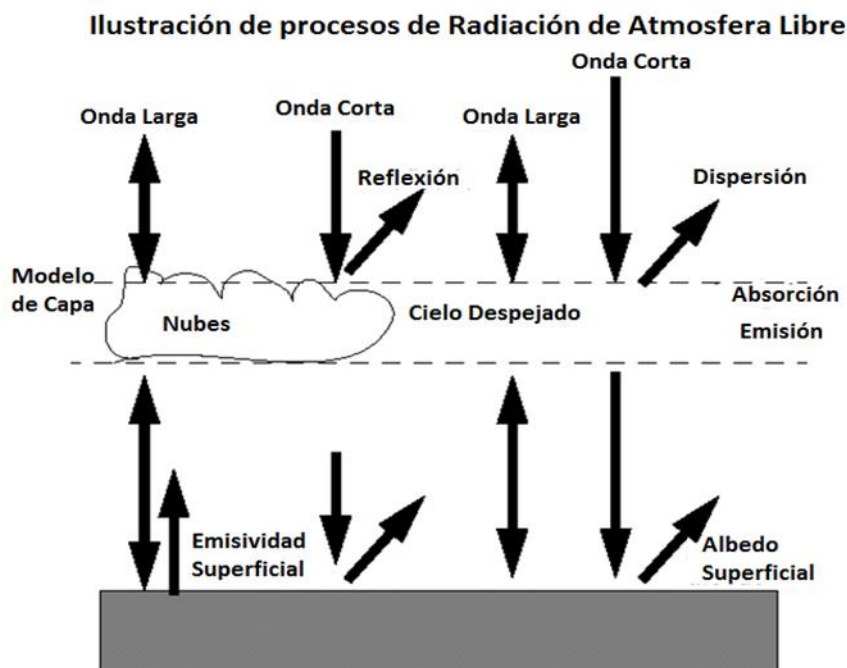 Ilustración de procesos de Radiación de Atmosfera Libre
Onda Corta
Onda Larga
Onda Corta
Onda Larga
Reflexión
Dispersión
Modelo
de Capa
Nubes
Cielo Despejado
Absorción
Emisión
Emisividad
Superficial
Albedo
Superficial